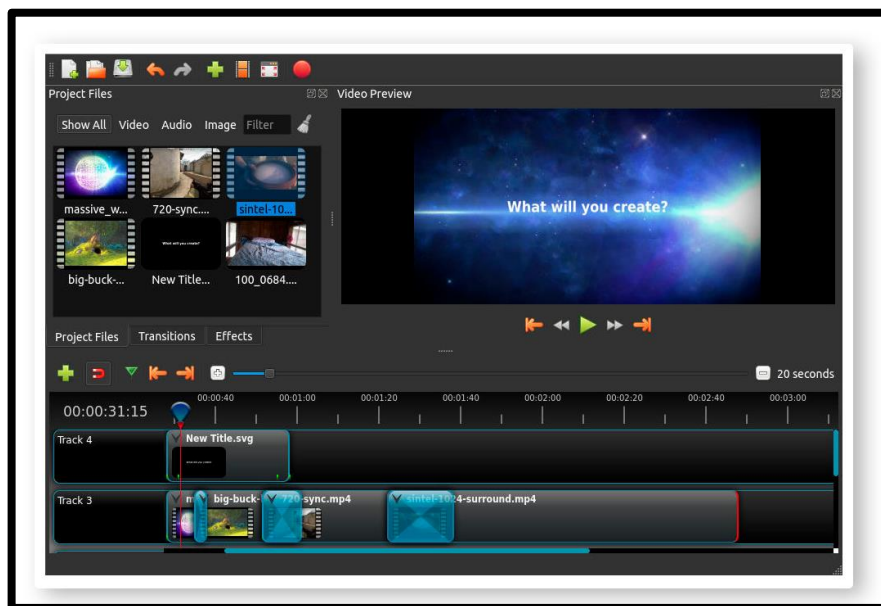 Project Files
Video Preview
Show All Video Audio Image Filter
massive_w... 720-sync.... sintel-10...
What will you create?
big-buck-... New Title... 100_0684....
Project Files Transitions Effects
20 seconds
00:00:31:15
00:00:40 00:01:00 00:01:20 00:01:40 00:02:00 00:02:20 00:02:40 00:03:00
Track 4
New Title.svg
Track 3
big-buck- 720-sync.mp4 sintel-1024-surround.mp4